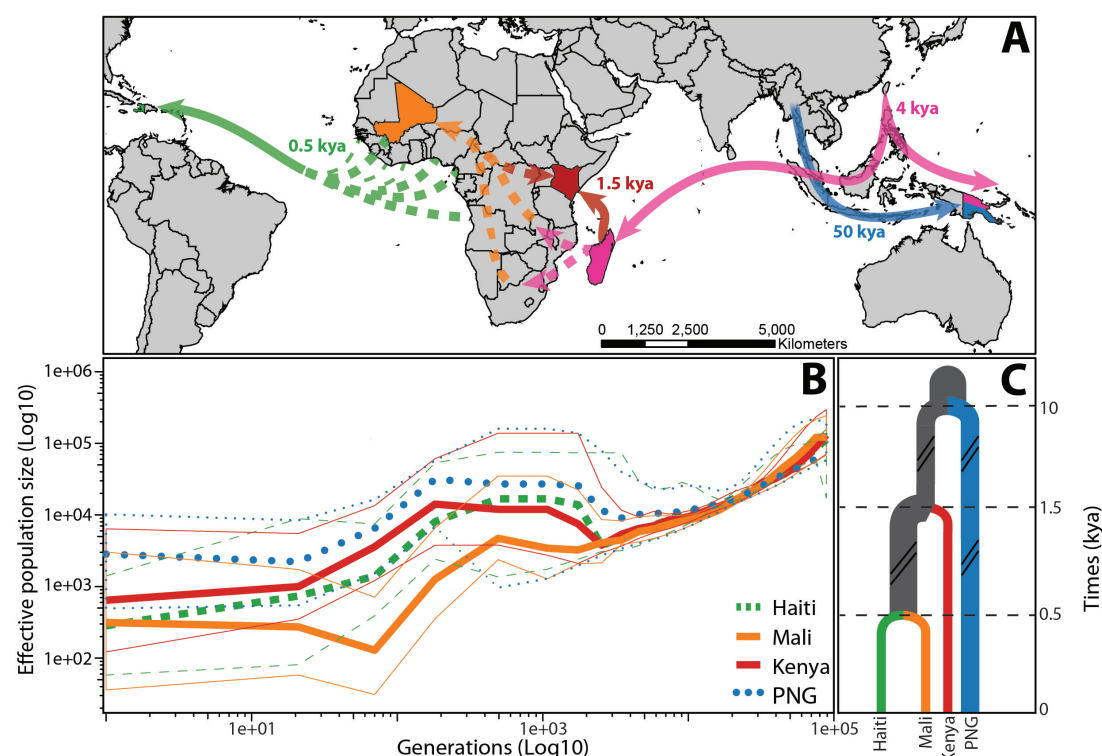 A
0.5 kya
1.5 kya
4 kya
50 kya
0 1,250 2,500 5,000
Kilometers
B
Effective population size (Log10)
1e+06
1e+05
1e+04
1e+03
1e+02
Haiti
Mali
Kenya
PNG
1e+01 1e+03 1e+05
Generations (Log10)
C
10
1.5
0.5
0
Times (kya)
Haiti
Mali
Kenya
PNG